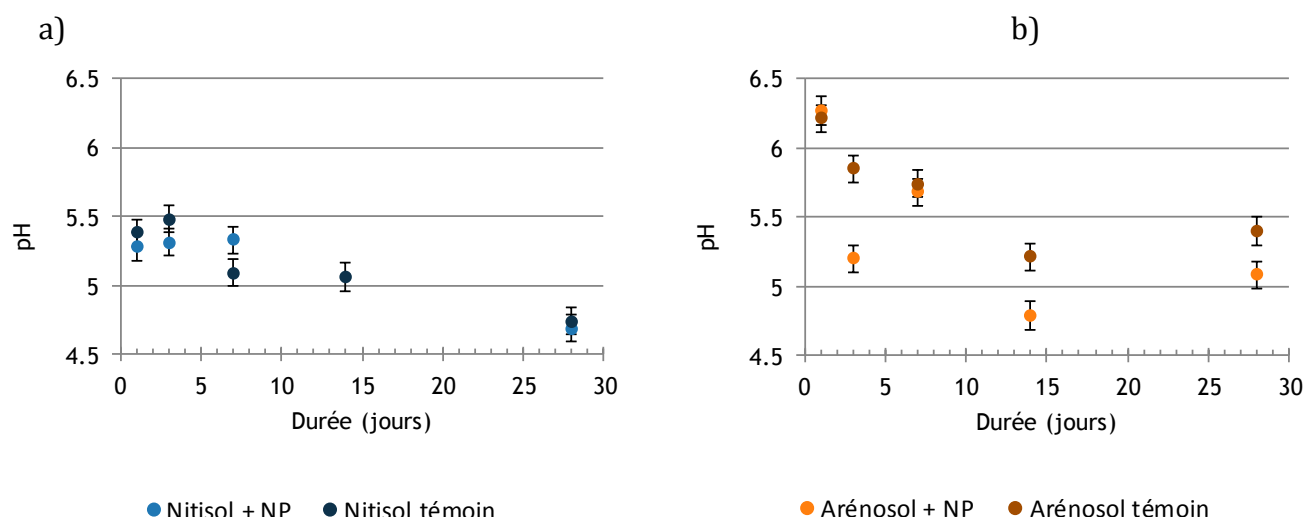 a)
6.5
6
5.5
5
4.5
pH
0 5 10 15 20 25 30
Durée (jours)
Nitisol + NP Nitisol témoin
b)
6.5
6
5.5
5
4.5
pH
0 5 10 15 20 25 30
Durée (jours)
Arénosol + NP Arénosol témoin